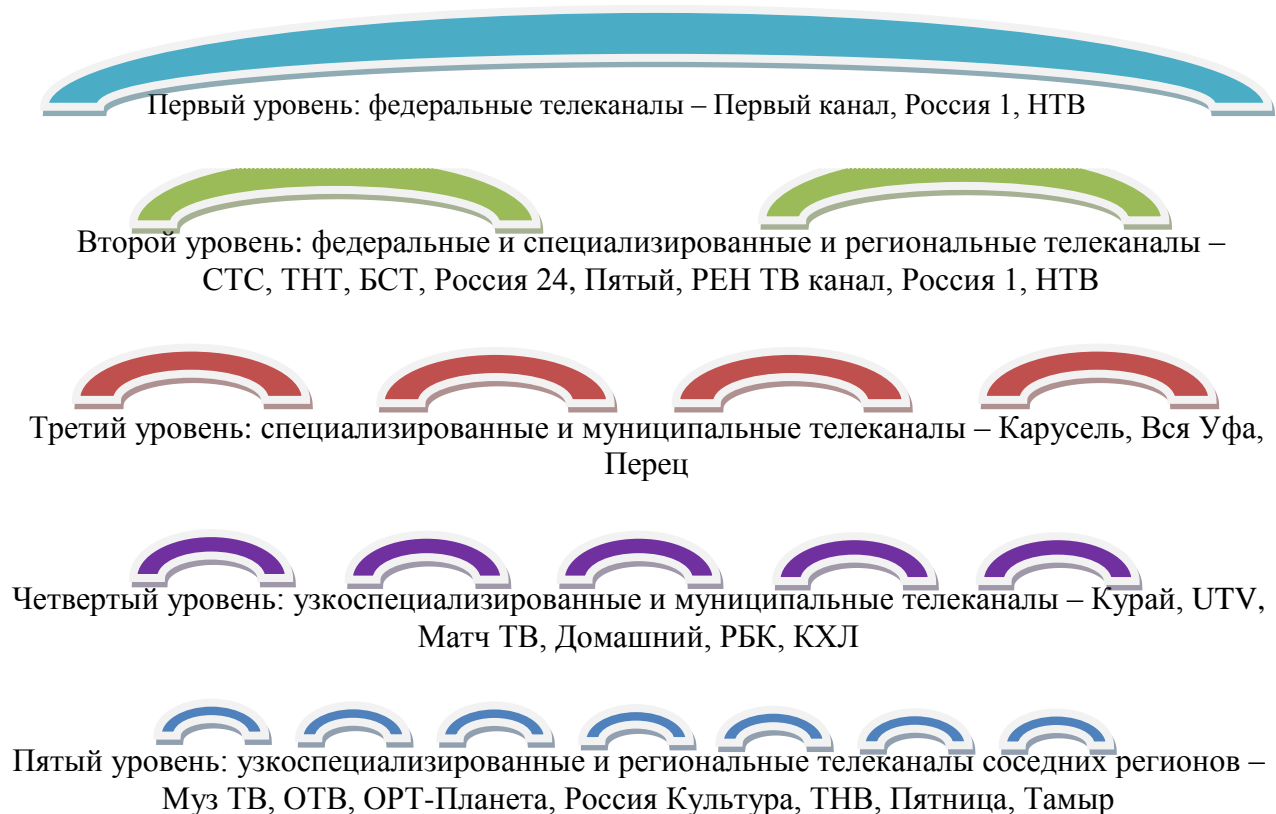 Первый уровень: федеральные телеканалы – Первый канал, Россия 1, НТВ
Второй уровень: федеральные и специализированные и региональные телеканалы –
СТС, ТНТ, БСТ, Россия 24, Пятый, РЕН ТВ канал, Россия 1, НТВ
Третий уровень: специализированные и муниципальные телеканалы – Карусель, Вся Уфа,
Перец
Четвертый уровень: узкоспециализированные и муниципальные телеканалы – Курай, UTV,
Матч ТВ, Домашний, РБК, КХЛ
Пятый уровень: узкоспециализированные и региональные телеканалы соседних регионов –
Муз ТВ, ОТВ, ОРТ-Планета, Россия Культура, ТНВ, Пятница, Тамыр